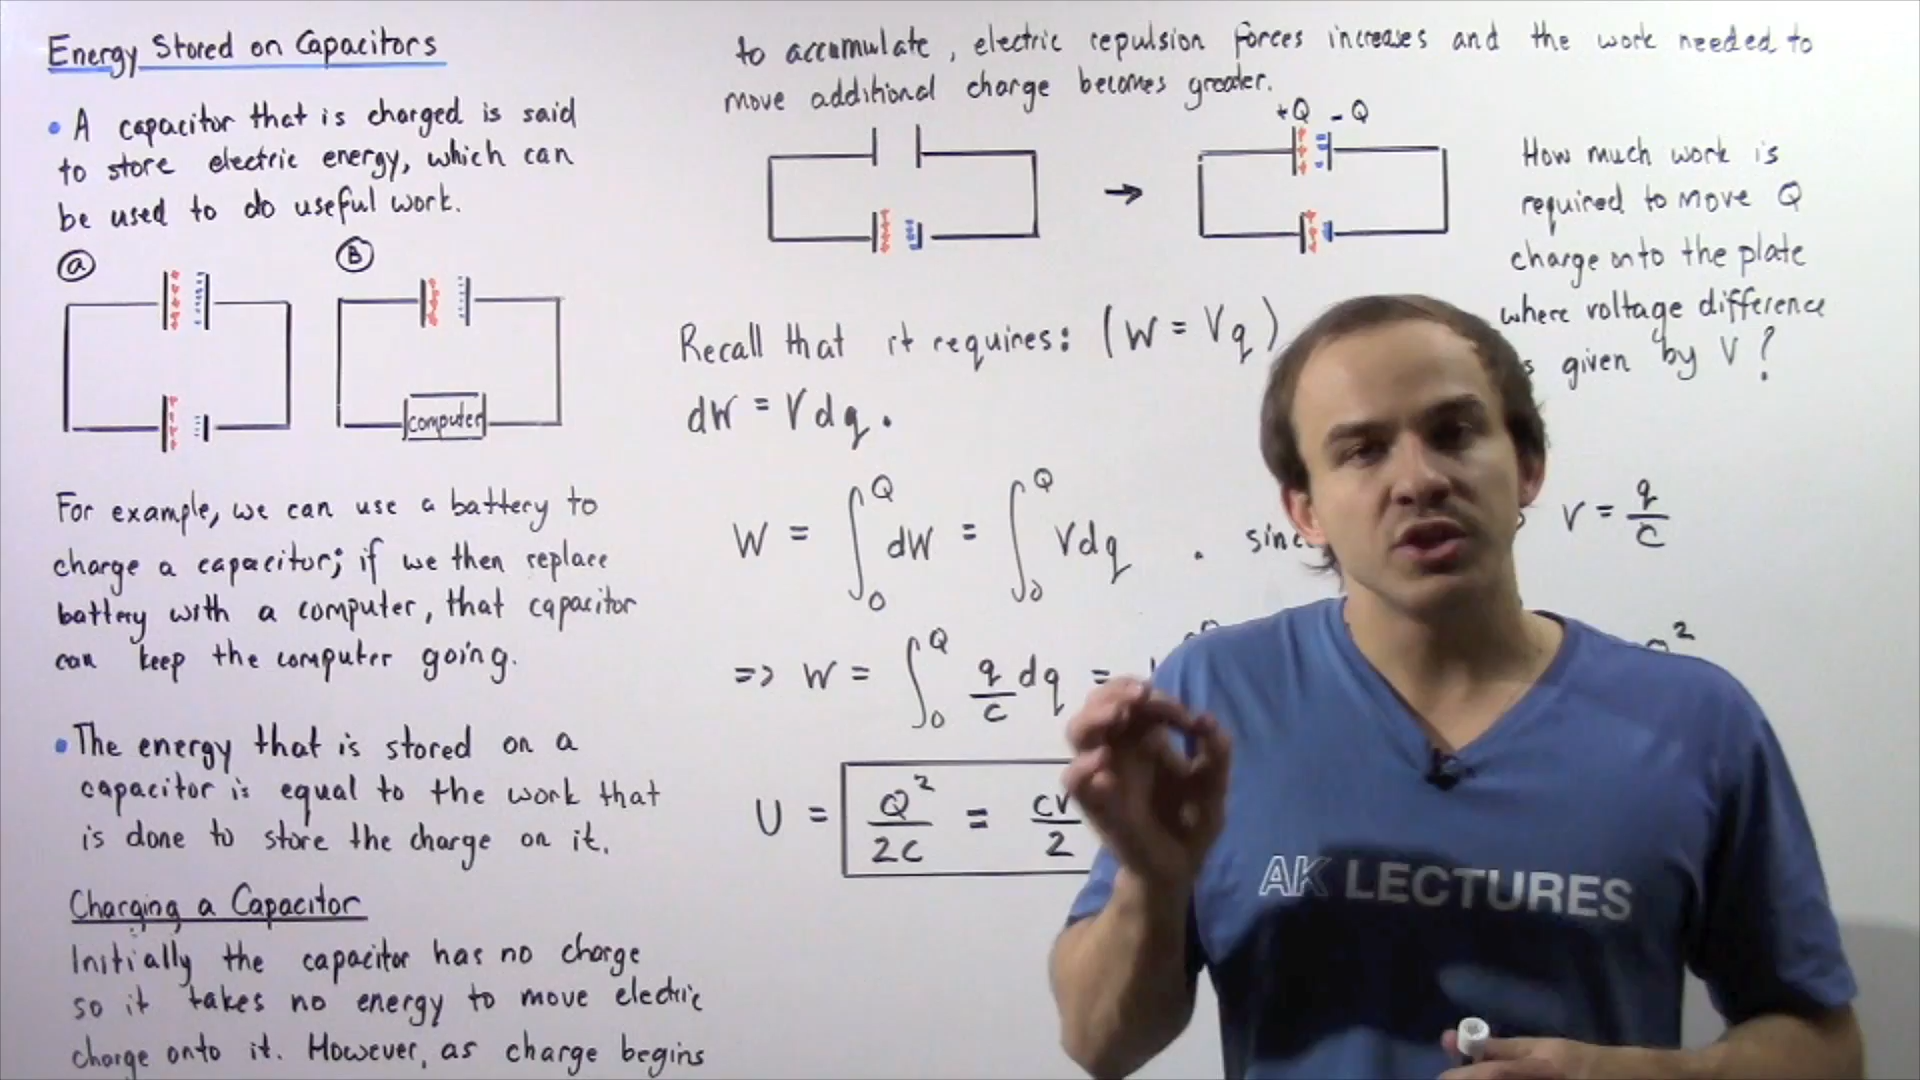 Energy Stored on Capacitors
• A capacitor that is charged is said
to store electric energy, which can
be used to do useful work.
a
B
computer
For example, we can use a battery to
charge a capacitor; if we then replace
battery with a computer, that capacitor
can keep the computer going.
• The energy that is stored on a
capacitor is equal to the work that
is done to store the charge on it.
Charging a Capacitor
Initially the capacitor has no charge
so it takes no energy to move electric
charge onto it. However, as charge begins
to accumulate, electric repulsion forces increases and the work needed to
move additional charge becomes greater.
+Q -Q
→
How much work is
required to move Q
charge onto the plate
where voltage difference
given by V?
Recall that it requires: (W = Vq)
dW = Vdq.
W = ∫₀^Q dW = ∫₀^Q Vdq . V = q/C
=> W = ∫₀^Q q/C dq =
U = Q²/2C = CV/2
AK LECTURES